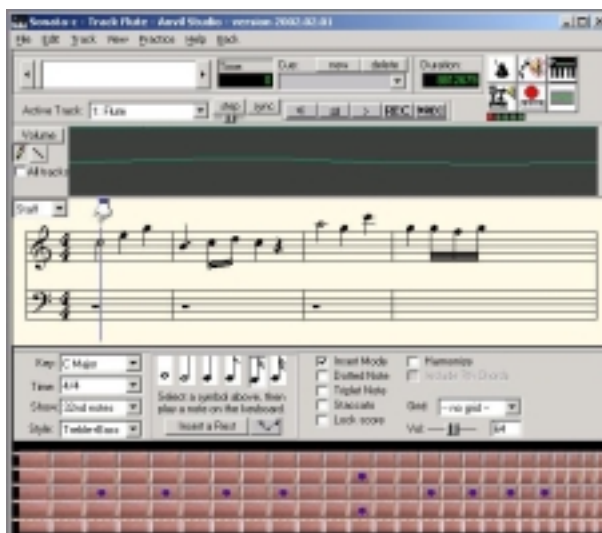 Sonata-c - Track Flute - Anvil Studio - version 2002.02.01
File Edit Track View Practice Help Back
Time: Cue: new delete Duration:
Active Track: 1: Flute step sync REC
Volume
All tracks
Staff
Key: C Major
Time: 4/4
Show: 32nd notes
Style: Treble+Bass
Select a symbol above, then
play a note on the keyboard.
Insert a Rest
Insert Mode Harmonize
Dotted Note Include 7th Chords
Triplet Note
Staccato Grid: -- no grid --
Lock score Vol: 64